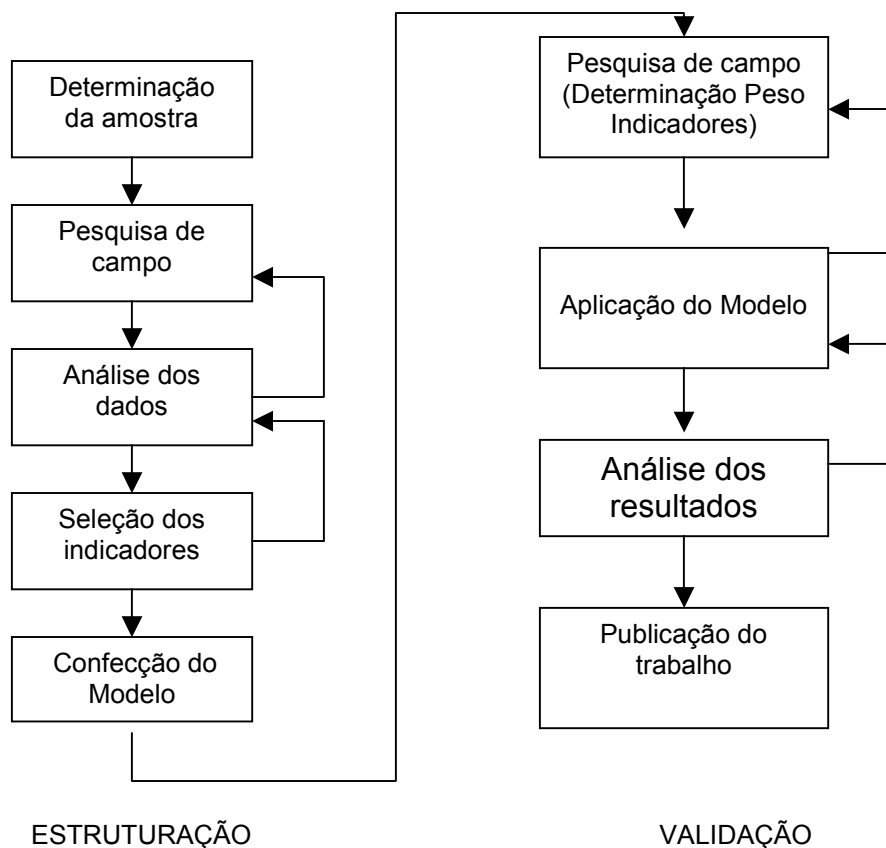 Determinação
da amostra
Pesquisa de
campo
Análise dos
dados
Seleção dos
indicadores
Confecção do
Modelo
ESTRUTURAÇÃO
Pesquisa de campo
(Determinação Peso
Indicadores)
Aplicação do Modelo
Análise dos
resultados
Publicação do
trabalho
VALIDAÇÃO